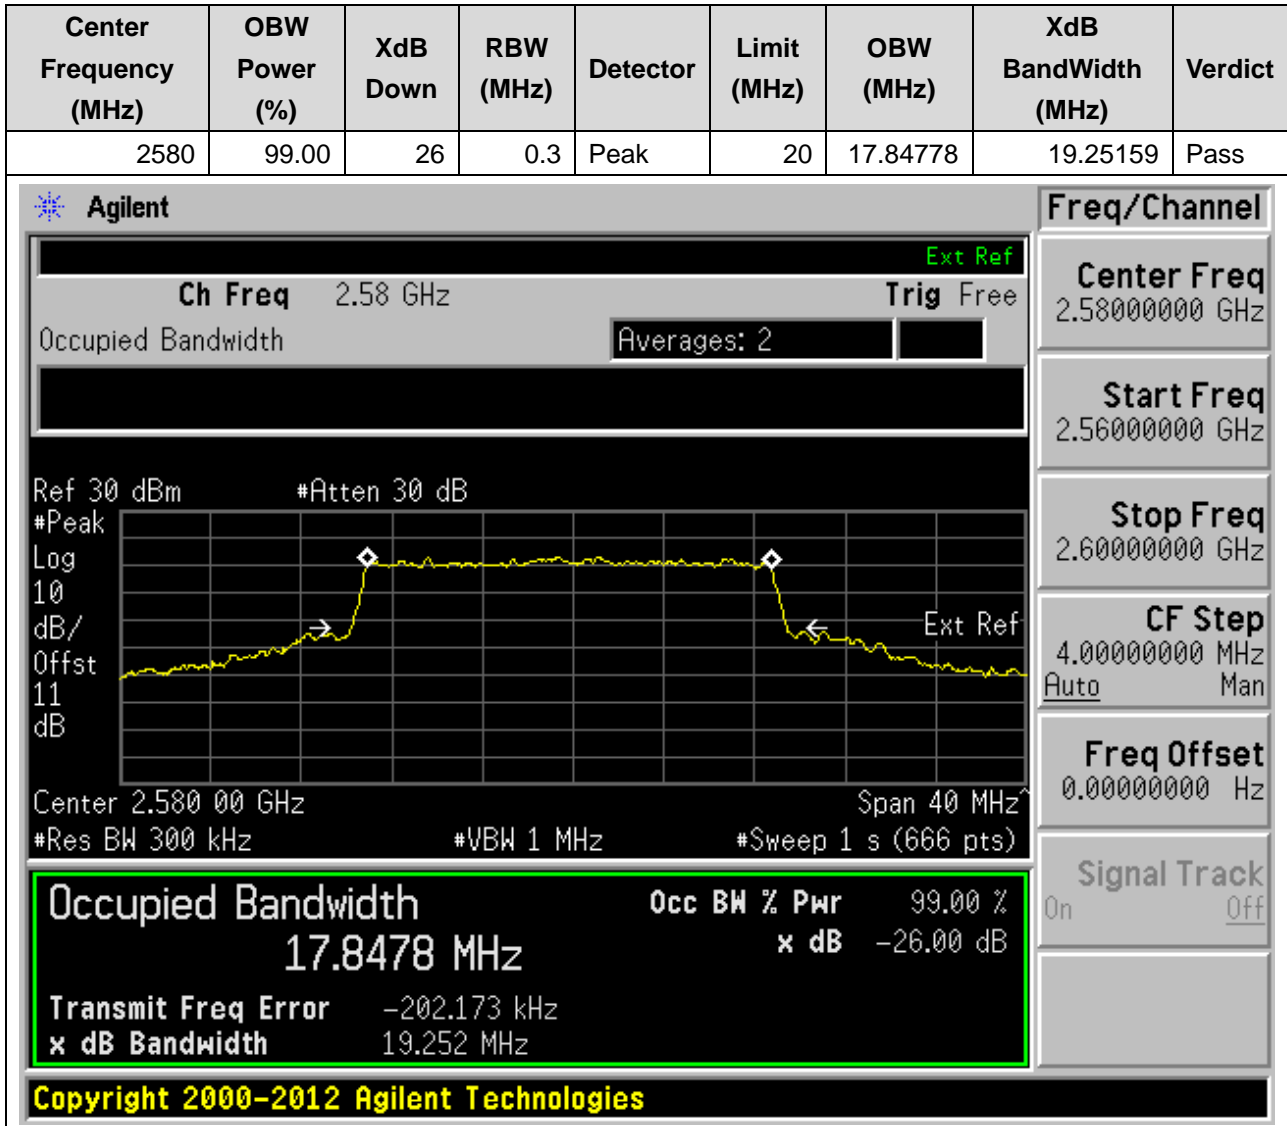 Center Frequency (MHz) OBW Power (%) XdB Down RBW (MHz) Detector Limit (MHz) OBW (MHz) XdB BandWidth (MHz) Verdict
2580 99.00 26 0.3 Peak 20 17.84778 19.25159 Pass
Agilent
Freq/Channel
Ext Ref
Ch Freq 2.58 GHz Trig Free
Occupied Bandwidth Averages: 2
Ref 30 dBm #Atten 30 dB
#Peak
Log
10
dB/
Offst
11
dB
Ext Ref
Center 2.580 00 GHz Span 40 MHz^
#Res BW 300 kHz #VBW 1 MHz #Sweep 1 s (666 pts)
Occupied Bandwidth Occ BW % Pwr 99.00 %
17.8478 MHz x dB -26.00 dB
Transmit Freq Error -202.173 kHz
x dB Bandwidth 19.252 MHz
Center Freq
2.58000000 GHz
Start Freq
2.56000000 GHz
Stop Freq
2.60000000 GHz
CF Step
4.00000000 MHz
Auto Man
Freq Offset
0.00000000 Hz
Signal Track
On Off
Copyright 2000-2012 Agilent Technologies